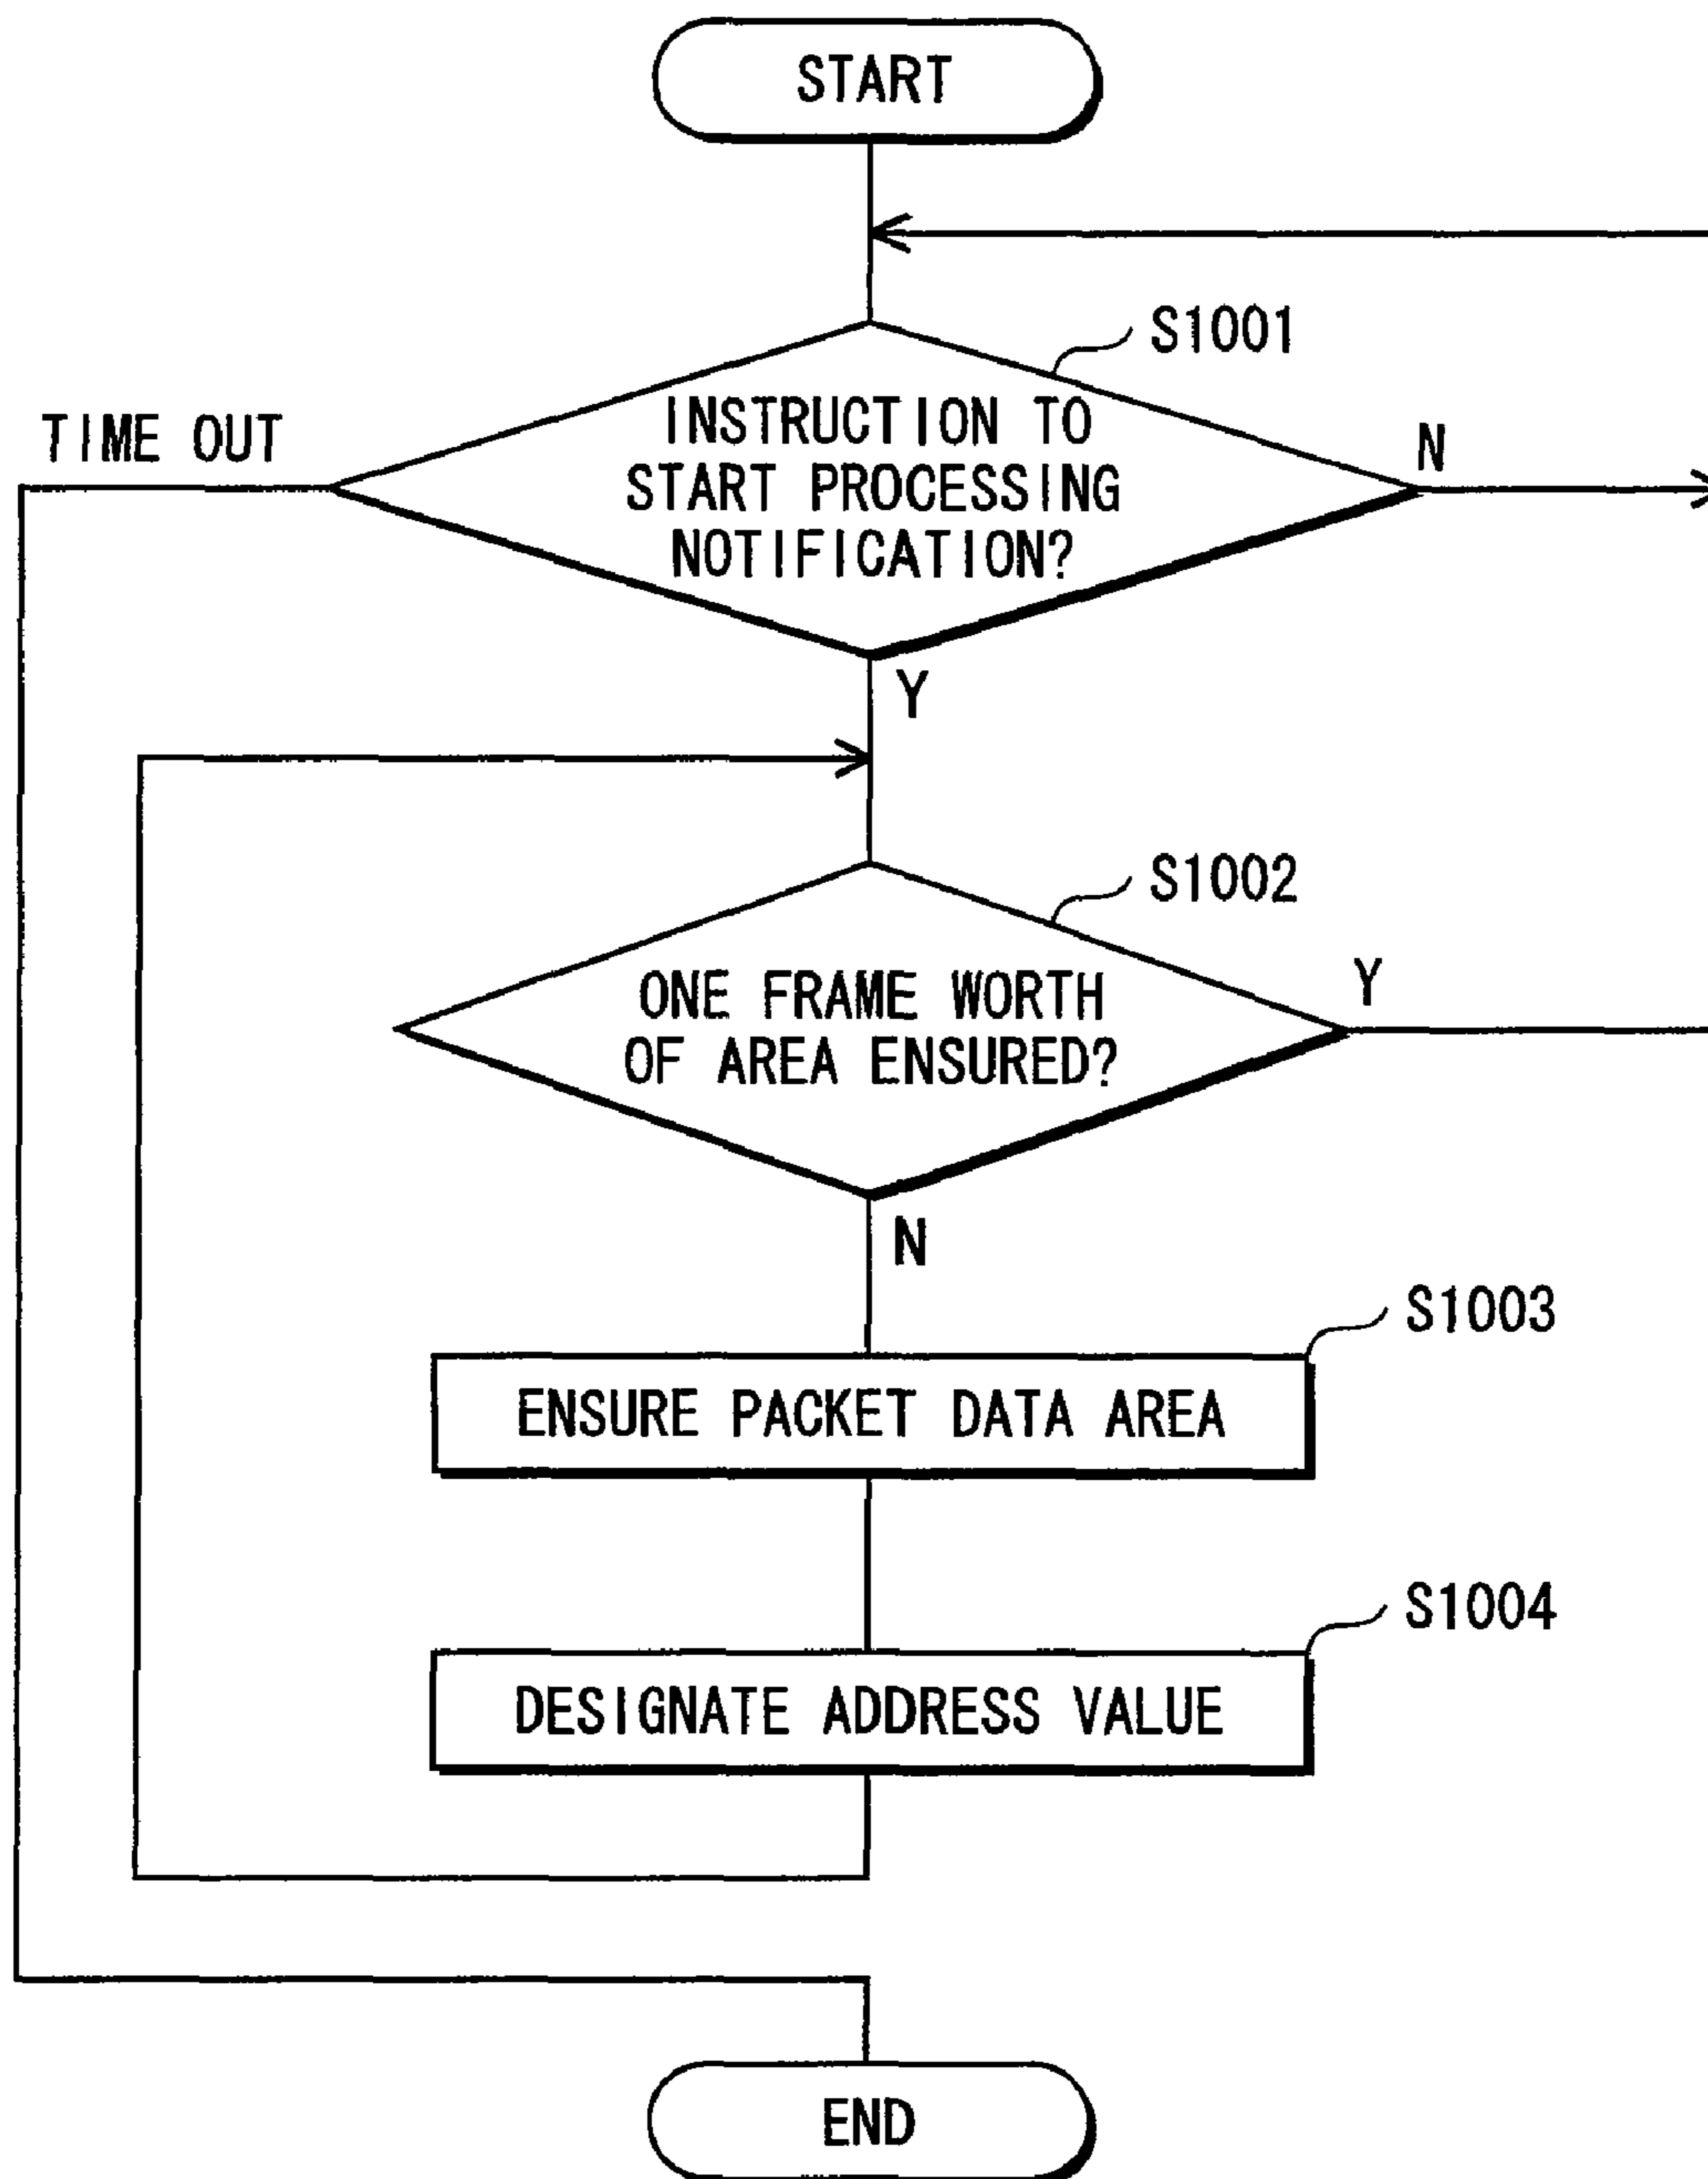 START
S1001
TIME OUT
INSTRUCTION TO
START PROCESSING
NOTIFICATION?
N
Y
S1002
ONE FRAME WORTH
OF AREA ENSURED?
Y
N
S1003
ENSURE PACKET DATA AREA
S1004
DESIGNATE ADDRESS VALUE
END